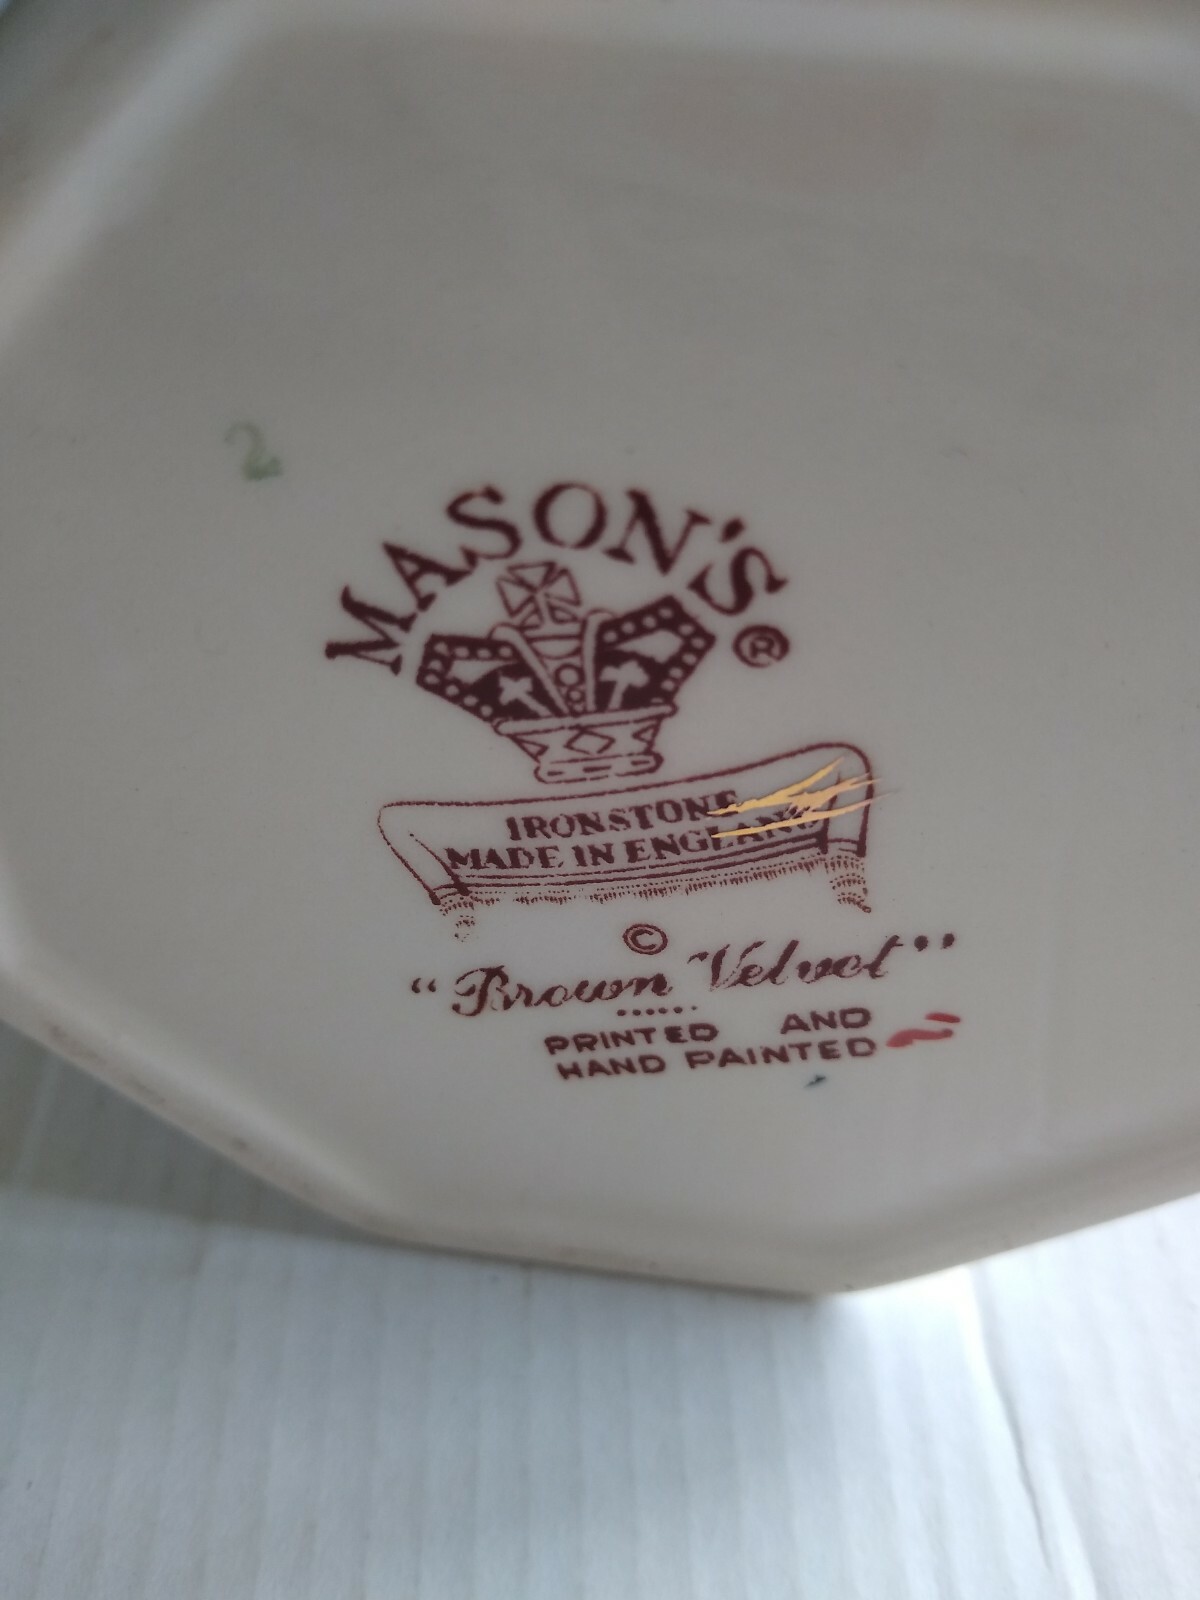 2
MASON'S ®
IRONSTONE
MADE IN ENGLAND
©
"Brown Velvet"
PRINTED AND
HAND PAINTED